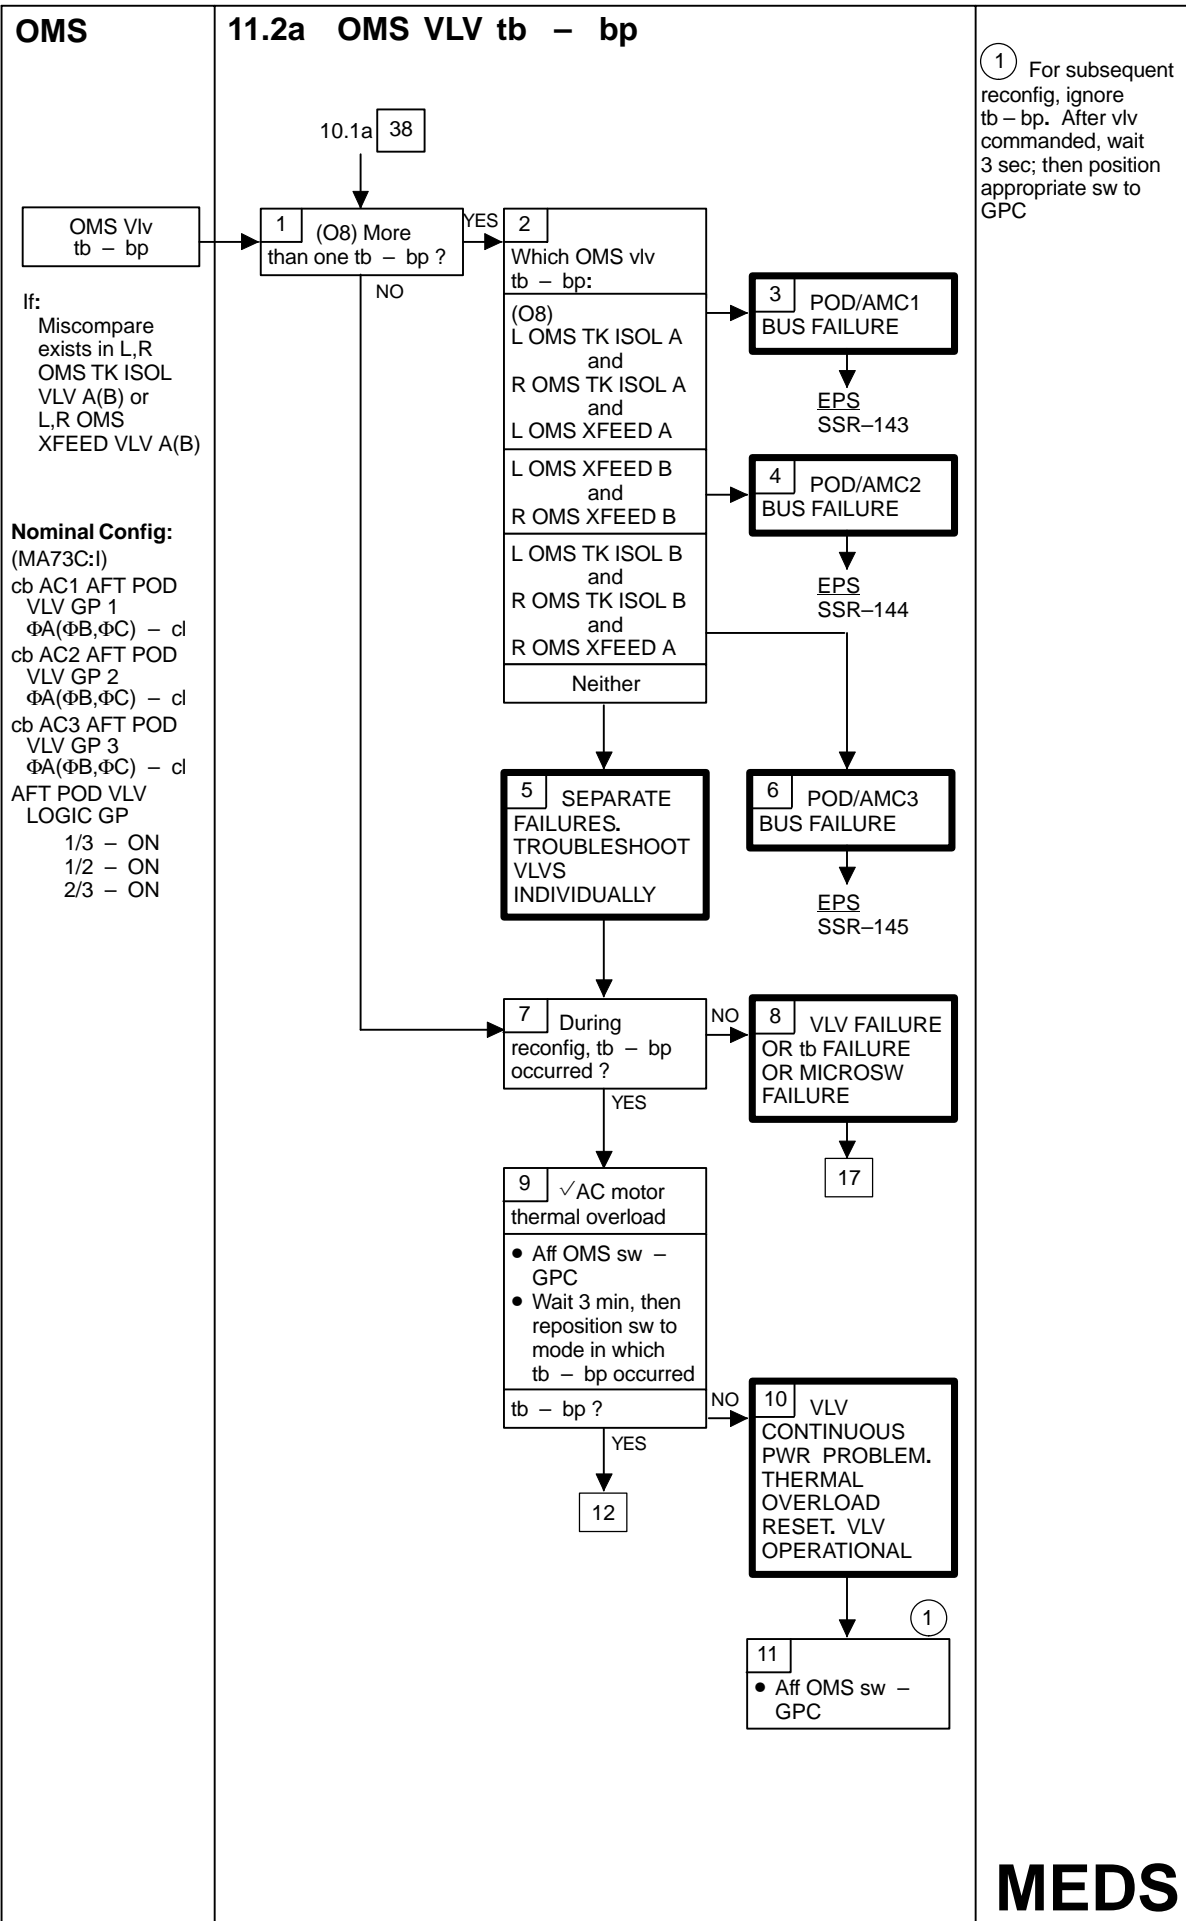 OMS
11.2a OMS VLV tb – bp
10.1a 38
OMS Vlv
tb – bp
If:
Miscompare
exists in L,R
OMS TK ISOL
VLV A(B) or
L,R OMS
XFEED VLV A(B)
Nominal Config:
(MA73C:I)
cb AC1 AFT POD
VLV GP 1
ΦA(ΦB,ΦC) – cl
cb AC2 AFT POD
VLV GP 2
ΦA(ΦB,ΦC) – cl
cb AC3 AFT POD
VLV GP 3
ΦA(ΦB,ΦC) – cl
AFT POD VLV
LOGIC GP
1/3 – ON
1/2 – ON
2/3 – ON
1 (O8) More
than one tb – bp ?
YES
NO
2
Which OMS vlv
tb – bp:
(O8)
L OMS TK ISOL A
and
R OMS TK ISOL A
and
L OMS XFEED A
L OMS XFEED B
and
R OMS XFEED B
L OMS TK ISOL B
and
R OMS TK ISOL B
and
R OMS XFEED A
Neither
3 POD/AMC1
BUS FAILURE
EPS
SSR–143
4 POD/AMC2
BUS FAILURE
EPS
SSR–144
5 SEPARATE
FAILURES.
TROUBLESHOOT
VLVS
INDIVIDUALLY
6 POD/AMC3
BUS FAILURE
EPS
SSR–145
7 During
reconfig, tb – bp
occurred ?
NO
YES
8 VLV FAILURE
OR tb FAILURE
OR MICROSW
FAILURE
17
9 √AC motor
thermal overload
● Aff OMS sw –
GPC
● Wait 3 min, then
reposition sw to
mode in which
tb – bp occurred
tb – bp ?
NO
YES
12
10 VLV
CONTINUOUS
PWR PROBLEM.
THERMAL
OVERLOAD
RESET. VLV
OPERATIONAL
1
11
● Aff OMS sw –
GPC
1 For subsequent
reconfig, ignore
tb – bp. After vlv
commanded, wait
3 sec; then position
appropriate sw to
GPC
MEDS